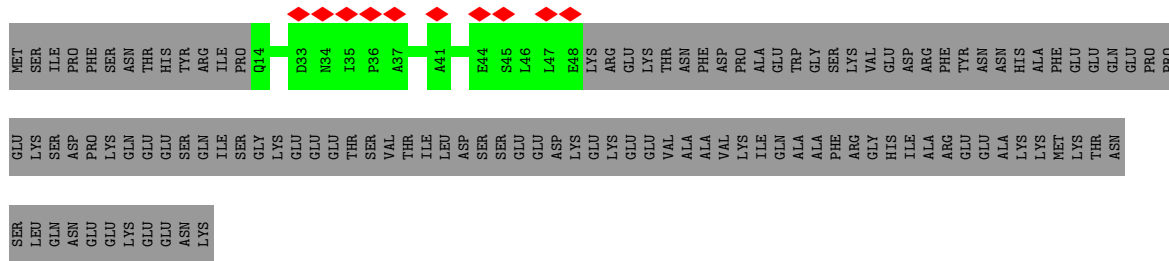 MET SER ILE PRO PHE SER ASN THR HIS TYR ARG ILE PRO Q14 D33 N34 I35 P36 A37 A41 E44 S45 L46 L47 E48 LYS ARG GLU LYS THR ASN PHE ASP PRO ALA GLU TRP GLY SER LYS VAL GLU ASP ARG PHE TYR ASN ASN HIS ALA PHE GLU GLU GLN GLU PRO PRO
GLU LYS SER ASP PRO LYS GLN GLU GLU SER GLN ILE SER GLY LYS GLU GLU GLU THR SER VAL THR ILE LEU ASP SER SER GLU GLU ASP LYS GLU LYS GLU GLU VAL ALA ALA VAL LYS ILE GLN ALA ALA PHE ARG GLY HIS ILE ALA ARG GLU GLU ALA LYS LYS MET LYS THR ASN
SER LEU GLN ASN GLU GLU LYS GLU GLU ASN LYS